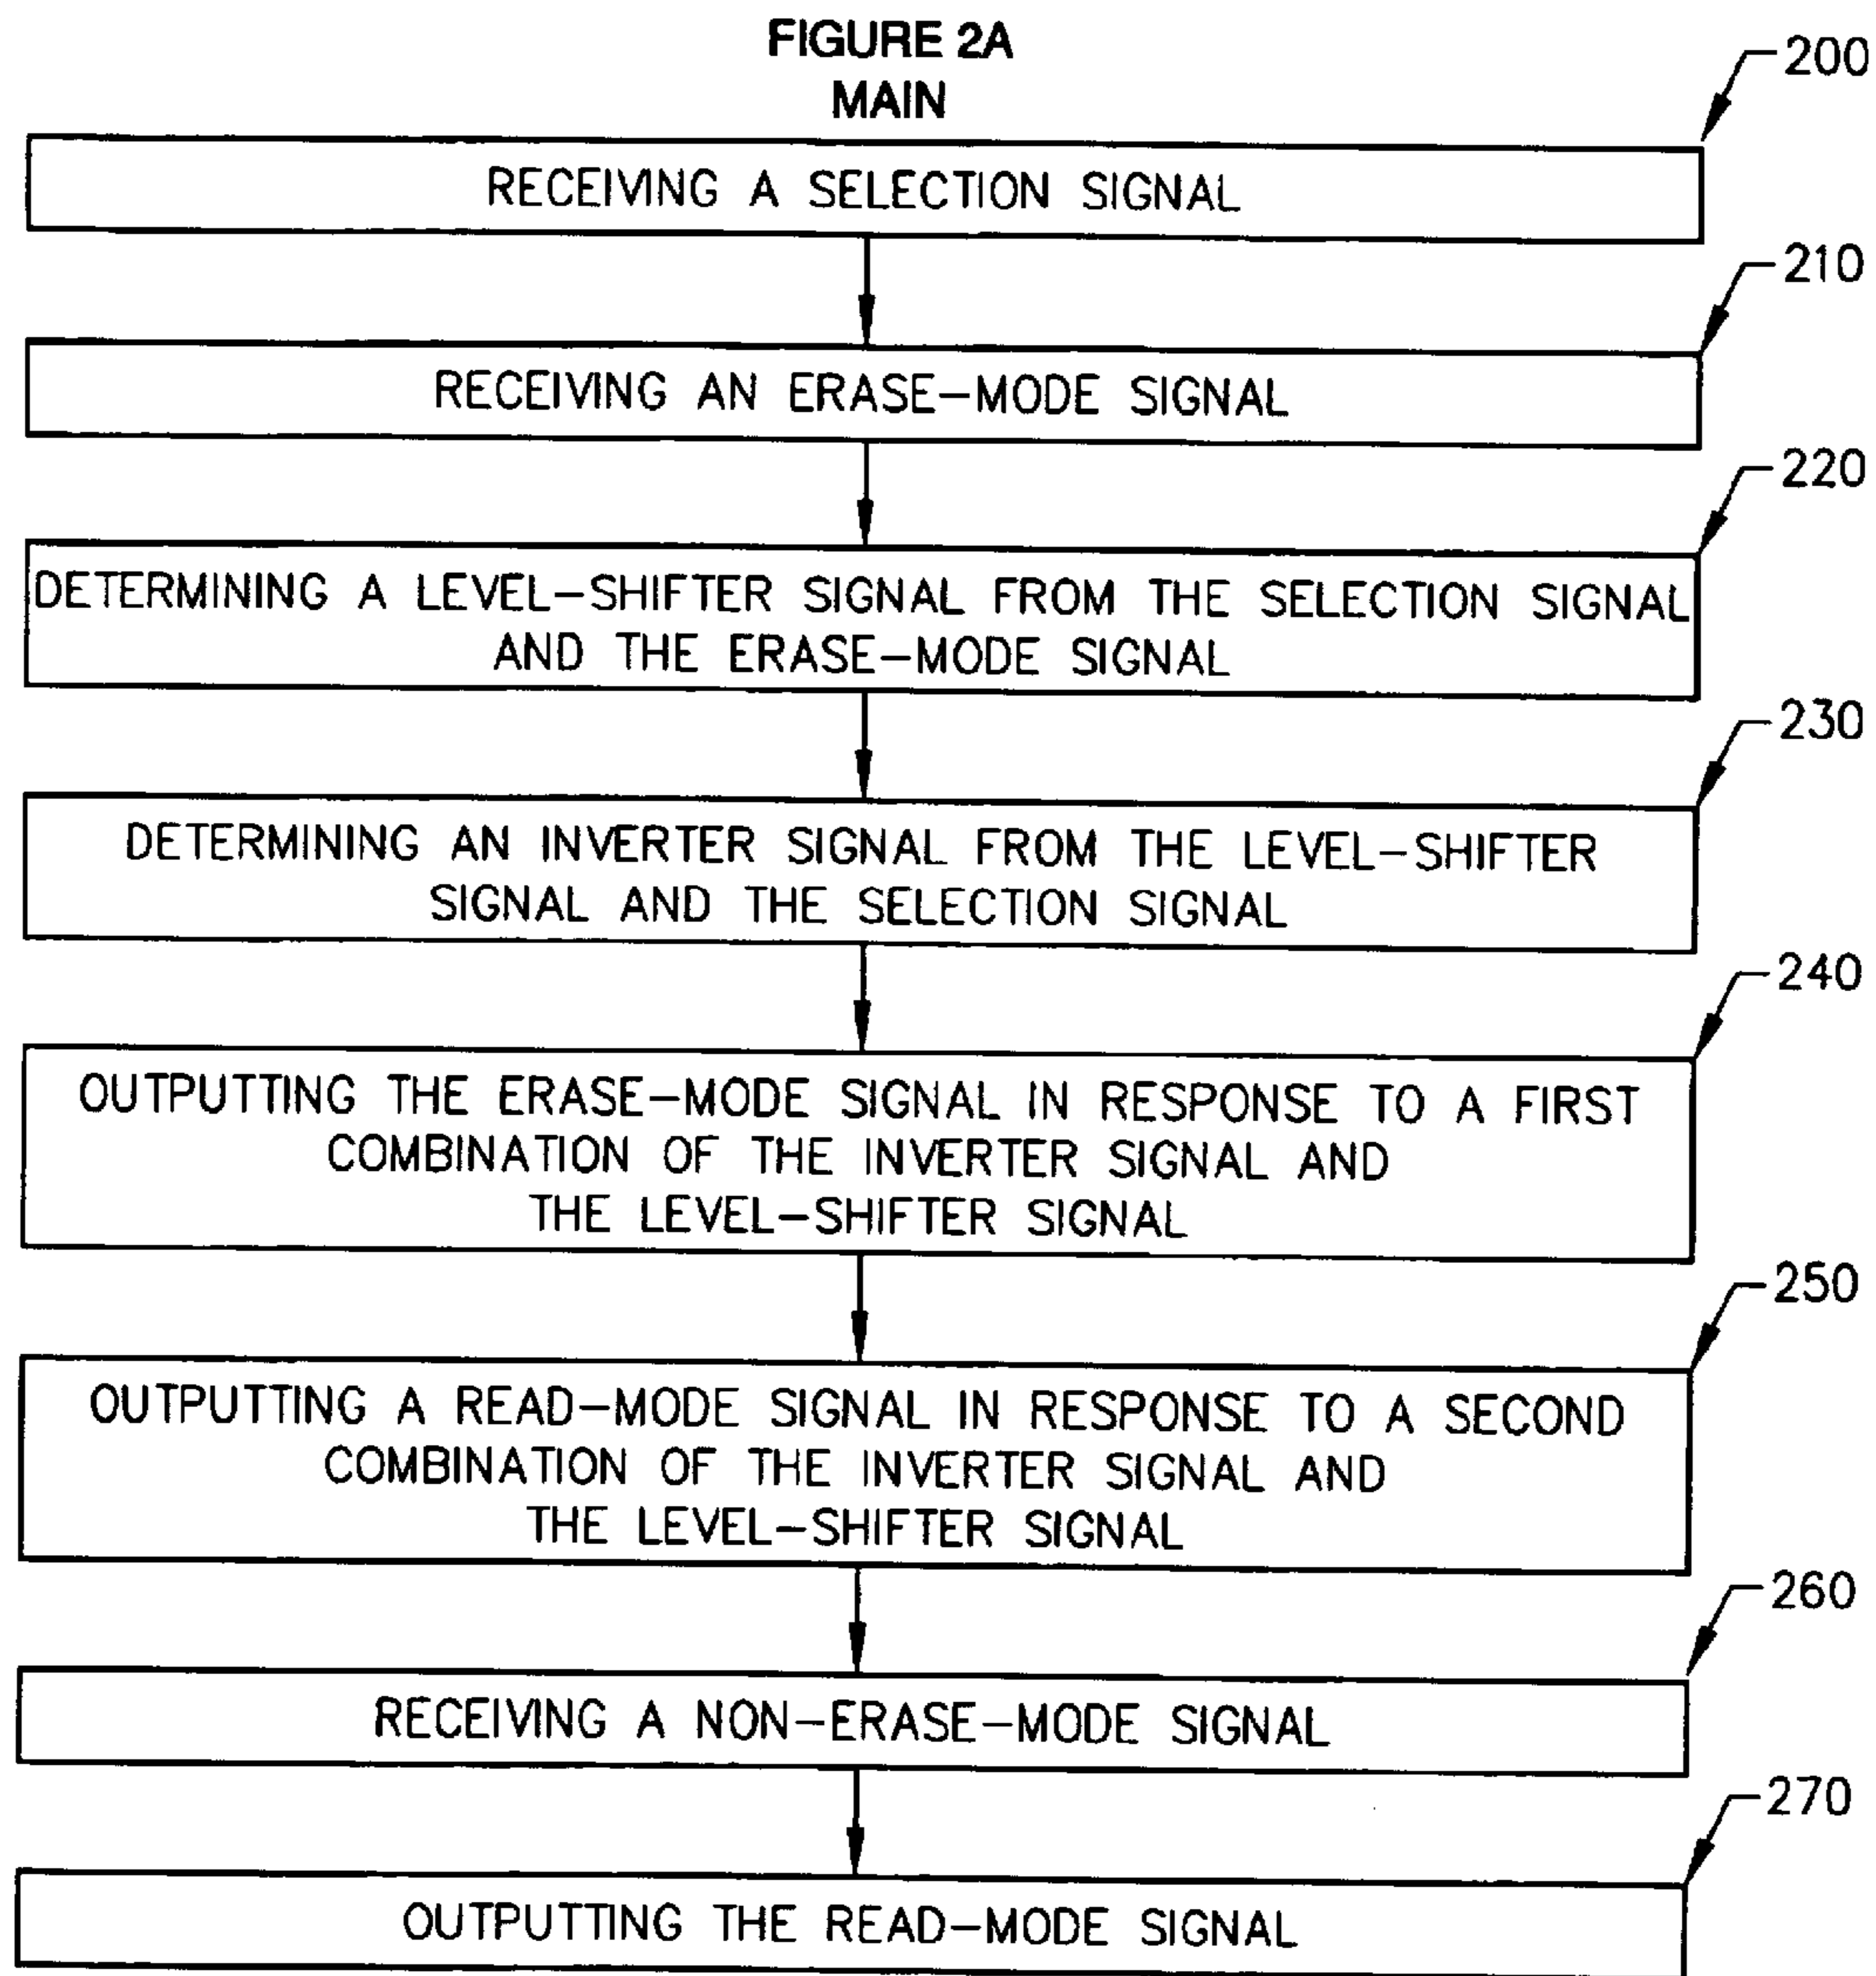 FIGURE 2A
MAIN
200
RECEIVING A SELECTION SIGNAL
210
RECEIVING AN ERASE-MODE SIGNAL
220
DETERMINING A LEVEL-SHIFTER SIGNAL FROM THE SELECTION SIGNAL
AND THE ERASE-MODE SIGNAL
230
DETERMINING AN INVERTER SIGNAL FROM THE LEVEL-SHIFTER
SIGNAL AND THE SELECTION SIGNAL
240
OUTPUTTING THE ERASE-MODE SIGNAL IN RESPONSE TO A FIRST
COMBINATION OF THE INVERTER SIGNAL AND
THE LEVEL-SHIFTER SIGNAL
250
OUTPUTTING A READ-MODE SIGNAL IN RESPONSE TO A SECOND
COMBINATION OF THE INVERTER SIGNAL AND
THE LEVEL-SHIFTER SIGNAL
260
RECEIVING A NON-ERASE-MODE SIGNAL
270
OUTPUTTING THE READ-MODE SIGNAL